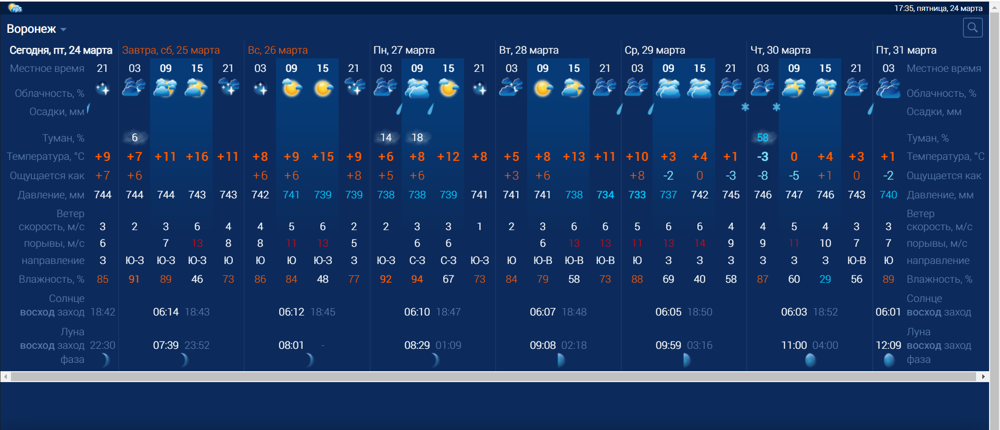 rp5
17:35, пятница, 24 марта
Воронеж
Сегодня, пт, 24 марта Завтра, сб, 25 марта Вс, 26 марта Пн, 27 марта Вт, 28 марта Ср, 29 марта Чт, 30 марта Пт, 31 марта
Местное время 21 03 09 15 21 03 09 15 21 03 09 15 21 03 09 15 21 03 09 15 21 03 09 15 21 03 Местное время
Облачность, % Облачность, %
Осадки, мм Осадки, мм
Туман, % 6 14 18 58 Туман, %
Температура, °C +9 +7 +11 +16 +11 +8 +9 +15 +9 +6 +8 +12 +8 +5 +8 +13 +11 +10 +3 +4 +1 -3 0 +4 +3 +1 Температура, °C
Ощущается как +7 +6 +6 +6 +8 +5 +6 +3 +6 +8 -2 0 -3 -8 -5 +1 0 -2 Ощущается как
Давление, мм 744 744 744 743 743 742 741 739 739 738 738 739 741 741 741 738 734 733 737 742 745 746 747 746 743 740 Давление, мм
Ветер Ветер
скорость, м/с 3 2 3 6 4 4 5 6 2 2 3 3 1 2 3 6 6 5 6 6 4 4 5 4 3 3 скорость, м/с
порывы, м/с 6 7 13 8 8 11 13 5 6 6 6 13 13 11 13 14 9 9 11 10 7 7 порывы, м/с
направление З Ю-З Ю-З Ю-З Ю Ю Ю Ю-З З Ю-З С-З С-З Ю-З Ю Ю-В Ю-В Ю-В Ю З З З З З З Ю-В Ю направление
Влажность, % 85 91 89 46 73 86 84 48 77 92 94 67 73 84 79 58 73 88 69 40 58 87 60 29 56 89 Влажность, %
Солнце Солнце
восход заход 18:42 06:14 18:43 06:12 18:45 06:10 18:47 06:07 18:48 06:05 18:50 06:03 18:52 06:01 восход заход
Луна Луна
восход заход 22:30 07:39 23:52 08:01 - 08:29 01:09 09:08 02:18 09:59 03:16 11:00 04:00 12:09 восход заход
фаза фаза